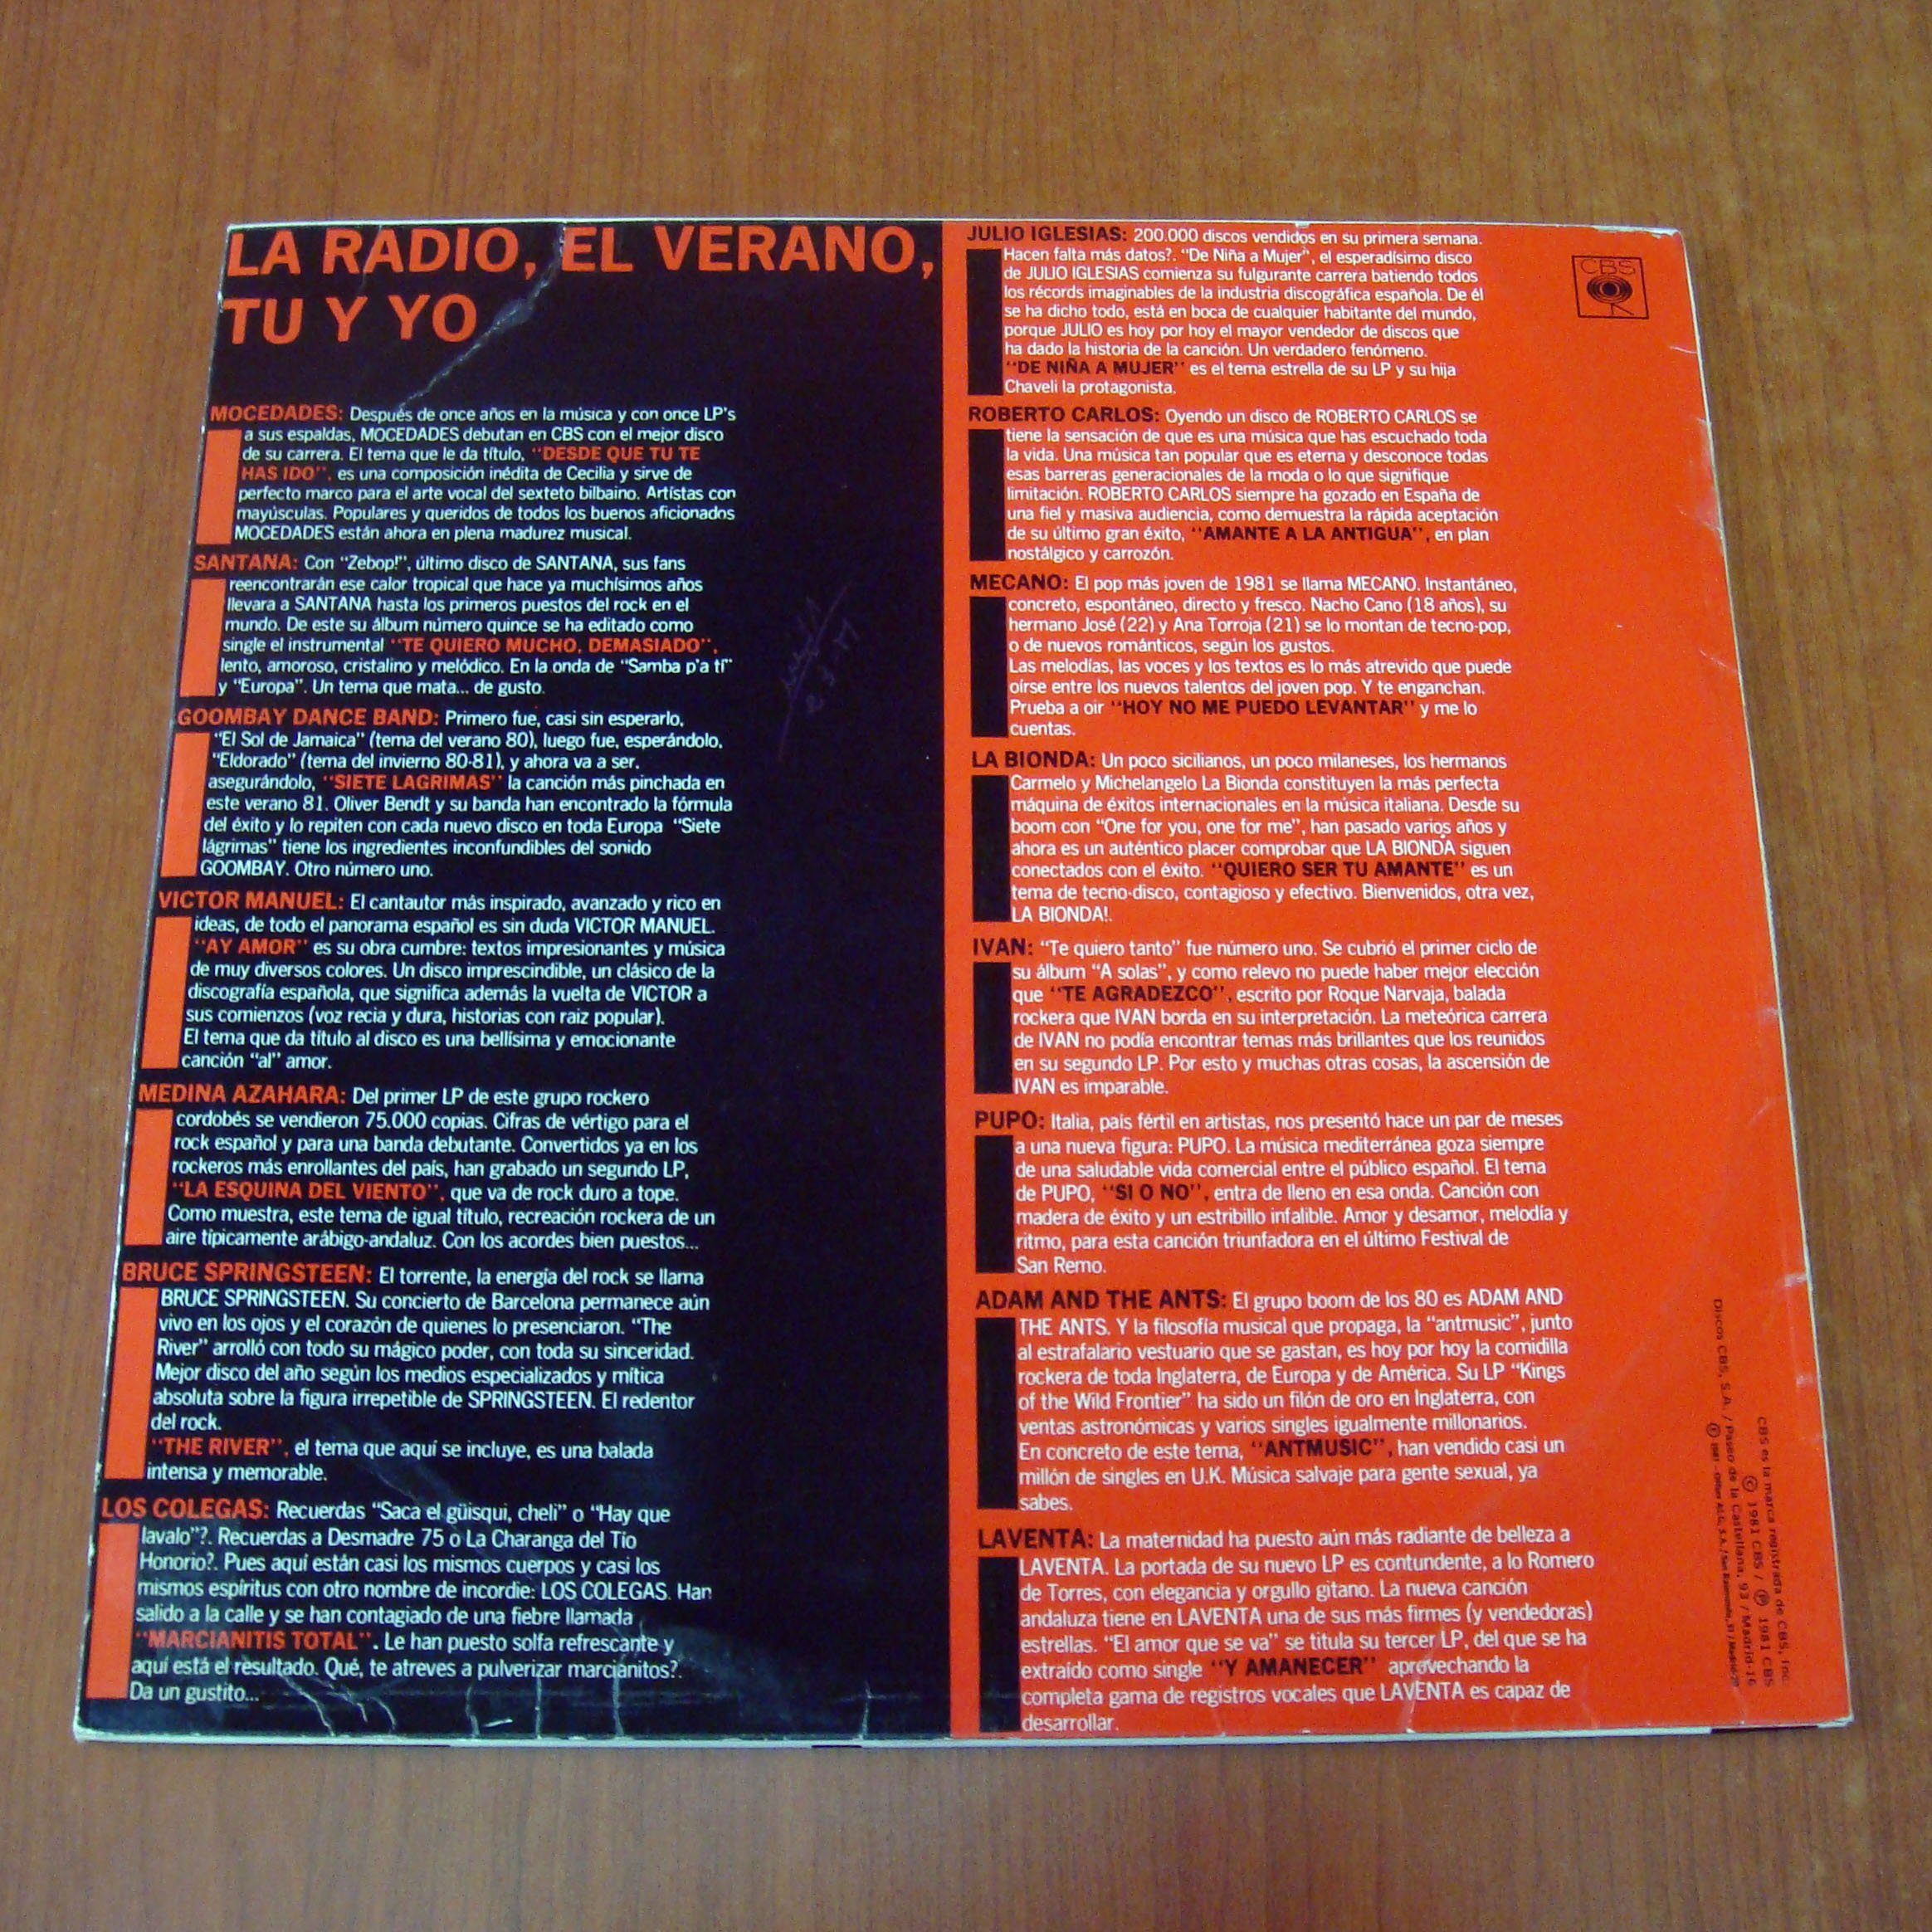 LA RADIO, EL VERANO,
TU Y YO
MOCEDADES: Después de once años en la música y con once LP's
a sus espaldas, MOCEDADES debutan en CBS con el mejor disco
de su carrera. El tema que le da título, "DESDE QUE TU TE
HAS IDO", es una composición inédita de Cecilia y sirve de
perfecto marco para el arte vocal del sexteto bilbaino. Artístas con
mayúsculas. Populares y queridos de todos los buenos aficionados
MOCEDADES están ahora en plena madurez musical.
SANTANA: Con "Zebop!", último disco de SANTANA, sus fans
reencontrarán ese calor tropical que hace ya muchísimos años
llevara a SANTANA hasta los primeros puestos del rock en el
mundo. De este su álbum número quince se ha editado como
single el instrumental "TE QUIERO MUCHO, DEMASIADO",
lento, amoroso, cristalino y melódico. En la onda de "Samba p'a tí"
y "Europa". Un tema que mata... de gusto.
GOOMBAY DANCE BAND: Primero fue, casi sin esperarlo,
"El Sol de Jamaica" (tema del verano 80), luego fue, esperándolo,
"Eldorado" (tema del invierno 80-81), y ahora va a ser,
asegurándolo, "SIETE LAGRIMAS" la canción más pinchada en
este verano 81. Oliver Bendt y su banda han encontrado la fórmula
del éxito y lo repiten con cada nuevo disco en toda Europa "Siete
lágrimas" tiene los ingredientes inconfundibles del sonido
GOOMBAY. Otro número uno.
VICTOR MANUEL: El cantautor más inspirado, avanzado y rico en
ideas, de todo el panorama español es sin duda VICTOR MANUEL.
"AY AMOR" es su obra cumbre: textos impresionantes y música
de muy diversos colores. Un disco imprescindible, un clásico de la
discografía española, que significa además la vuelta de VICTOR a
sus comienzos (voz recia y dura, historias con raiz popular).
El tema que da título al disco es una bellísima y emocionante
canción "al" amor.
MEDINA AZAHARA: Del primer LP de este grupo rockero
cordobés se vendieron 75.000 copias. Cifras de vértigo para el
rock español y para una banda debutante. Convertidos ya en los
rockeros más enrollantes del país, han grabado un segundo LP,
"LA ESQUINA DEL VIENTO", que va de rock duro a tope.
Como muestra, este tema de igual título, recreación rockera de un
aire típicamente arábigo-andaluz. Con los acordes bien puestos...
BRUCE SPRINGSTEEN: El torrente, la energía del rock se llama
BRUCE SPRINGSTEEN. Su concierto de Barcelona permanece aún
vivo en los ojos y el corazón de quienes lo presenciaron. "The
River" arrolló con todo su mágico poder, con toda su sinceridad.
Mejor disco del año según los medios especializados y mítica
absoluta sobre la figura irrepetible de SPRINGSTEEN. El redentor
del rock.
"THE RIVER", el tema que aquí se incluye, es una balada
intensa y memorable.
LOS COLEGAS: Recuerdas "Saca el güisqui, cheli" o "Hay que
lavalo"?. Recuerdas a Desmadre 75 o La Charanga del Tío
Honorio?. Pues aquí están casi los mismos cuerpos y casi los
mismos espíritus con otro nombre de incordie: LOS COLEGAS. Han
salido a la calle y se han contagiado de una fiebre llamada
"MARCIANITIS TOTAL". Le han puesto solfa refrescante y
aquí está el resultado. Qué, te atreves a pulverizar marcianitos?.
Da un gustito...
JULIO IGLESIAS: 200.000 discos vendidos en su primera semana.
Hacen falta más datos?. "De Niña a Mujer", el esperadísimo disco
de JULIO IGLESIAS comienza su fulgurante carrera batiendo todos
los récords imaginables de la industria discográfica española. De él
se ha dicho todo, está en boca de cualquier habitante del mundo,
porque JULIO es hoy por hoy el mayor vendedor de discos que
ha dado la historia de la canción. Un verdadero fenómeno.
"DE NIÑA A MUJER" es el tema estrella de su LP y su hija
Chaveli la protagonista.
ROBERTO CARLOS: Oyendo un disco de ROBERTO CARLOS se
tiene la sensación de que es una música que has escuchado toda
la vida. Una música tan popular que es eterna y desconoce todas
esas barreras generacionales de la moda o lo que signifique
limitación. ROBERTO CARLOS siempre ha gozado en España de
una fiel y masiva audiencia, como demuestra la rápida aceptación
de su último gran éxito, "AMANTE A LA ANTIGUA", en plan
nostálgico y carrozón.
MECANO: El pop más joven de 1981 se llama MECANO. Instantáneo,
concreto, espontáneo, directo y fresco. Nacho Cano (18 años), su
hermano José (22) y Ana Torroja (21) se lo montan de tecno-pop,
o de nuevos románticos, según los gustos.
Las melodías, las voces y los textos es lo más atrevido que puede
oírse entre los nuevos talentos del joven pop. Y te enganchan.
Prueba a oir "HOY NO ME PUEDO LEVANTAR" y me lo
cuentas.
LA BIONDA: Un poco sicilianos, un poco milaneses, los hermanos
Carmelo y Michelangelo La Bionda constituyen la más perfecta
máquina de éxitos internacionales en la música italiana. Desde su
boom con "One for you, one for me", han pasado varios años y
ahora es un auténtico placer comprobar que LA BIONDA siguen
conectados con el éxito. "QUIERO SER TU AMANTE" es un
tema de tecno-disco, contagioso y efectivo. Bienvenidos, otra vez,
LA BIONDA!.
IVAN: "Te quiero tanto" fue número uno. Se cubrió el primer ciclo de
su álbum "A solas", y como relevo no puede haber mejor elección
que "TE AGRADEZCO", escrito por Roque Narvaja, balada
rockera que IVAN borda en su interpretación. La meteórica carrera
de IVAN no podía encontrar temas más brillantes que los reunidos
en su segundo LP. Por esto y muchas otras cosas, la ascensión de
IVAN es imparable.
PUPO: Italia, país fértil en artistas, nos presentó hace un par de meses
a una nueva figura: PUPO. La música mediterránea goza siempre
de una saludable vida comercial entre el público español. El tema
de PUPO, "SI O NO", entra de lleno en esa onda. Canción con
madera de éxito y un estribillo infalible. Amor y desamor, melodía y
ritmo, para esta canción triunfadora en el último Festival de
San Remo.
ADAM AND THE ANTS: El grupo boom de los 80 es ADAM AND
THE ANTS. Y la filosofía musical que propaga, la "antmusic", junto
al estrafalario vestuario que se gastan, es hoy por hoy la comidilla
rockera de toda Inglaterra, de Europa y de América. Su LP "Kings
of the Wild Frontier" ha sido un filón de oro en Inglaterra, con
ventas astronómicas y varios singles igualmente millonarios.
En concreto de este tema, "ANTMUSIC", han vendido casi un
millón de singles en U.K. Música salvaje para gente sexual, ya
sabes.
LAVENTA: La maternidad ha puesto aún más radiante de belleza a
LAVENTA. La portada de su nuevo LP es contundente, a lo Romero
de Torres, con elegancia y orgullo gitano. La nueva canción
andaluza tiene en LAVENTA una de sus más firmes (y vendedoras)
estrellas. "El amor que se va" se titula su tercer LP, del que se ha
extraído como single "Y AMANECER" aprovechando la
completa gama de registros vocales que LAVENTA es capaz de
desarrollar.
CBS
CBS es la marca registrada de CBS, Inc.
© 1981 CBS / ℗ 1981 CBS
Discos CBS, S.A. / Paseo de la Castellana, 93 / Madrid-16